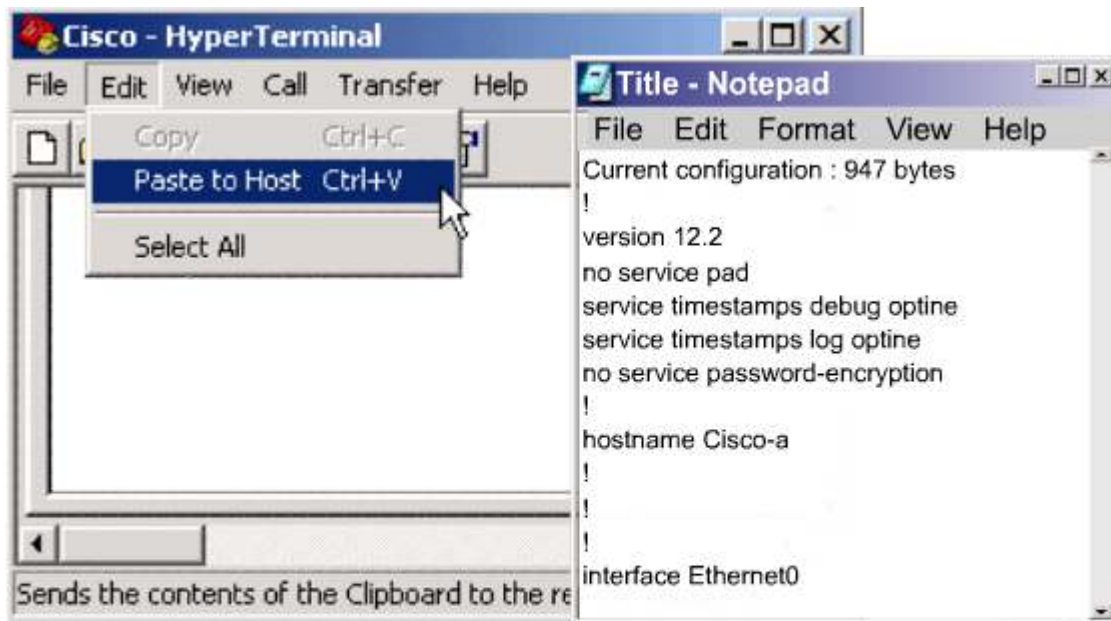 Cisco - HyperTerminal
File Edit View Call Transfer Help
Copy Ctrl+C
Paste to Host Ctrl+V
Select All
Sends the contents of the Clipboard to the
Title - Notepad
File Edit Format View Help
Current configuration : 947 bytes
!
version 12.2
no service pad
service timestamps debug optine
service timestamps log optine
no service password-encryption
!
hostname Cisco-a
!
!
!
interface Ethernet0